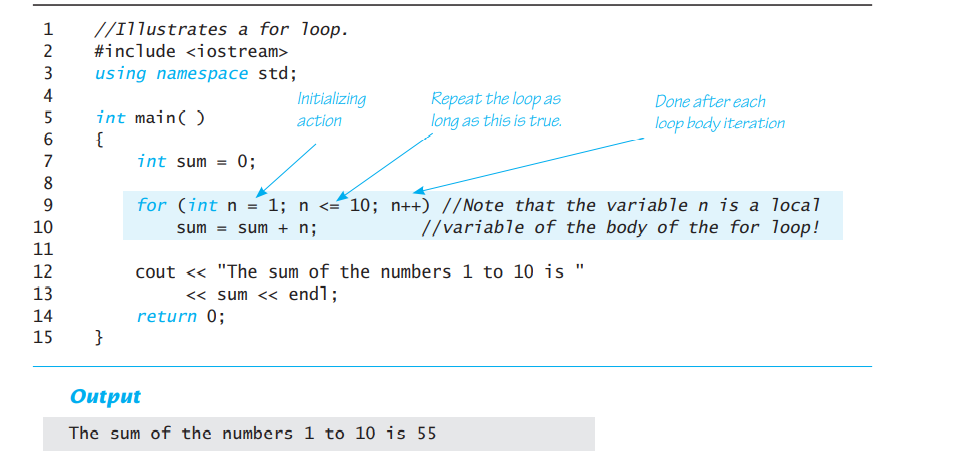 1 //Illustrates a for loop.
2 #include <iostream>
3 using namespace std;
4
Initializing action
Repeat the loop as long as this is true.
Done after each loop body iteration
5 int main( )
6 {
7 int sum = 0;
8
9 for (int n = 1; n <= 10; n++) //Note that the variable n is a local
10 sum = sum + n; //variable of the body of the for loop!
11
12 cout << "The sum of the numbers 1 to 10 is "
13 << sum << endl;
14 return 0;
15 }
Output
The sum of the numbers 1 to 10 is 55